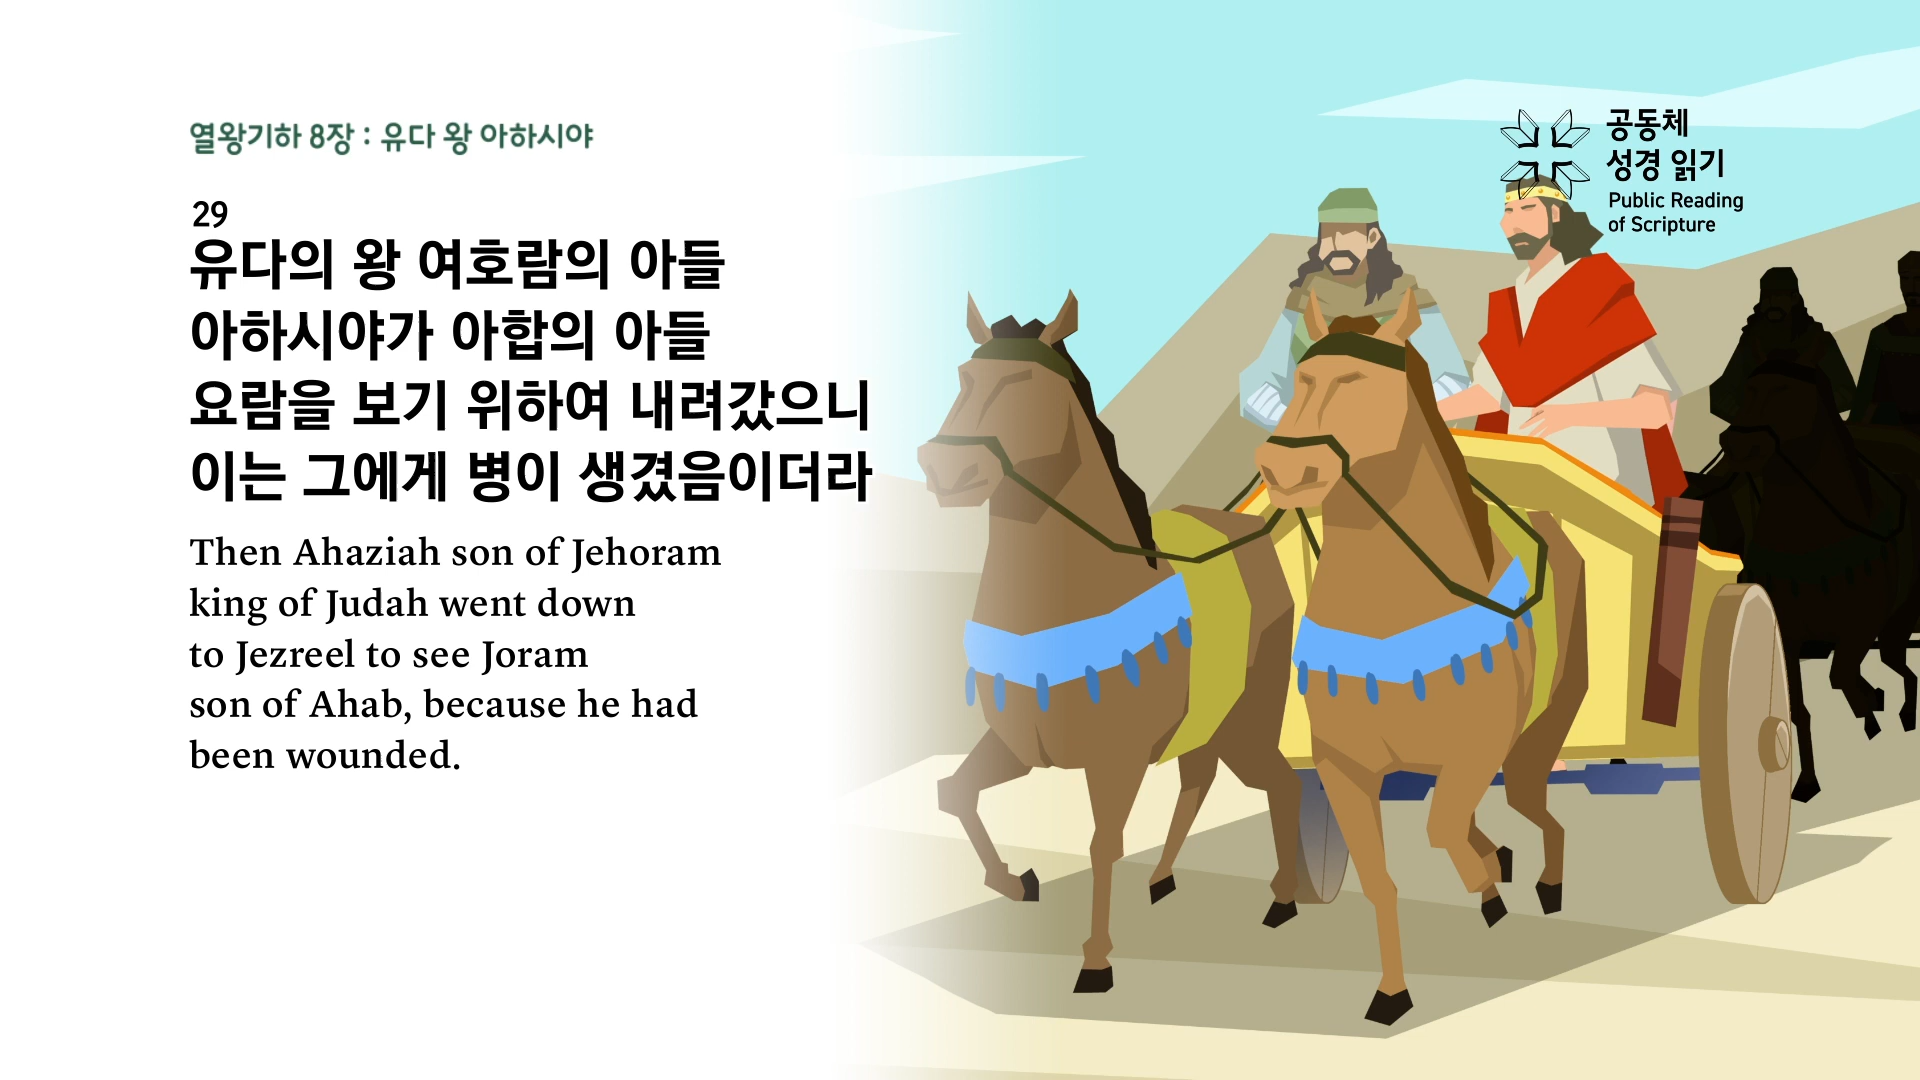 열왕기하 8장 : 유다 왕 아하시야
29
유다의 왕 여호람의 아들
아하시야가 아합의 아들
요람을 보기 위하여 내려갔으니
이는 그에게 병이 생겼음이더라
Then Ahaziah son of Jehoram
king of Judah went down
to Jezreel to see Joram
son of Ahab, because he had
been wounded.
공동체
성경 읽기
Public Reading
of Scripture